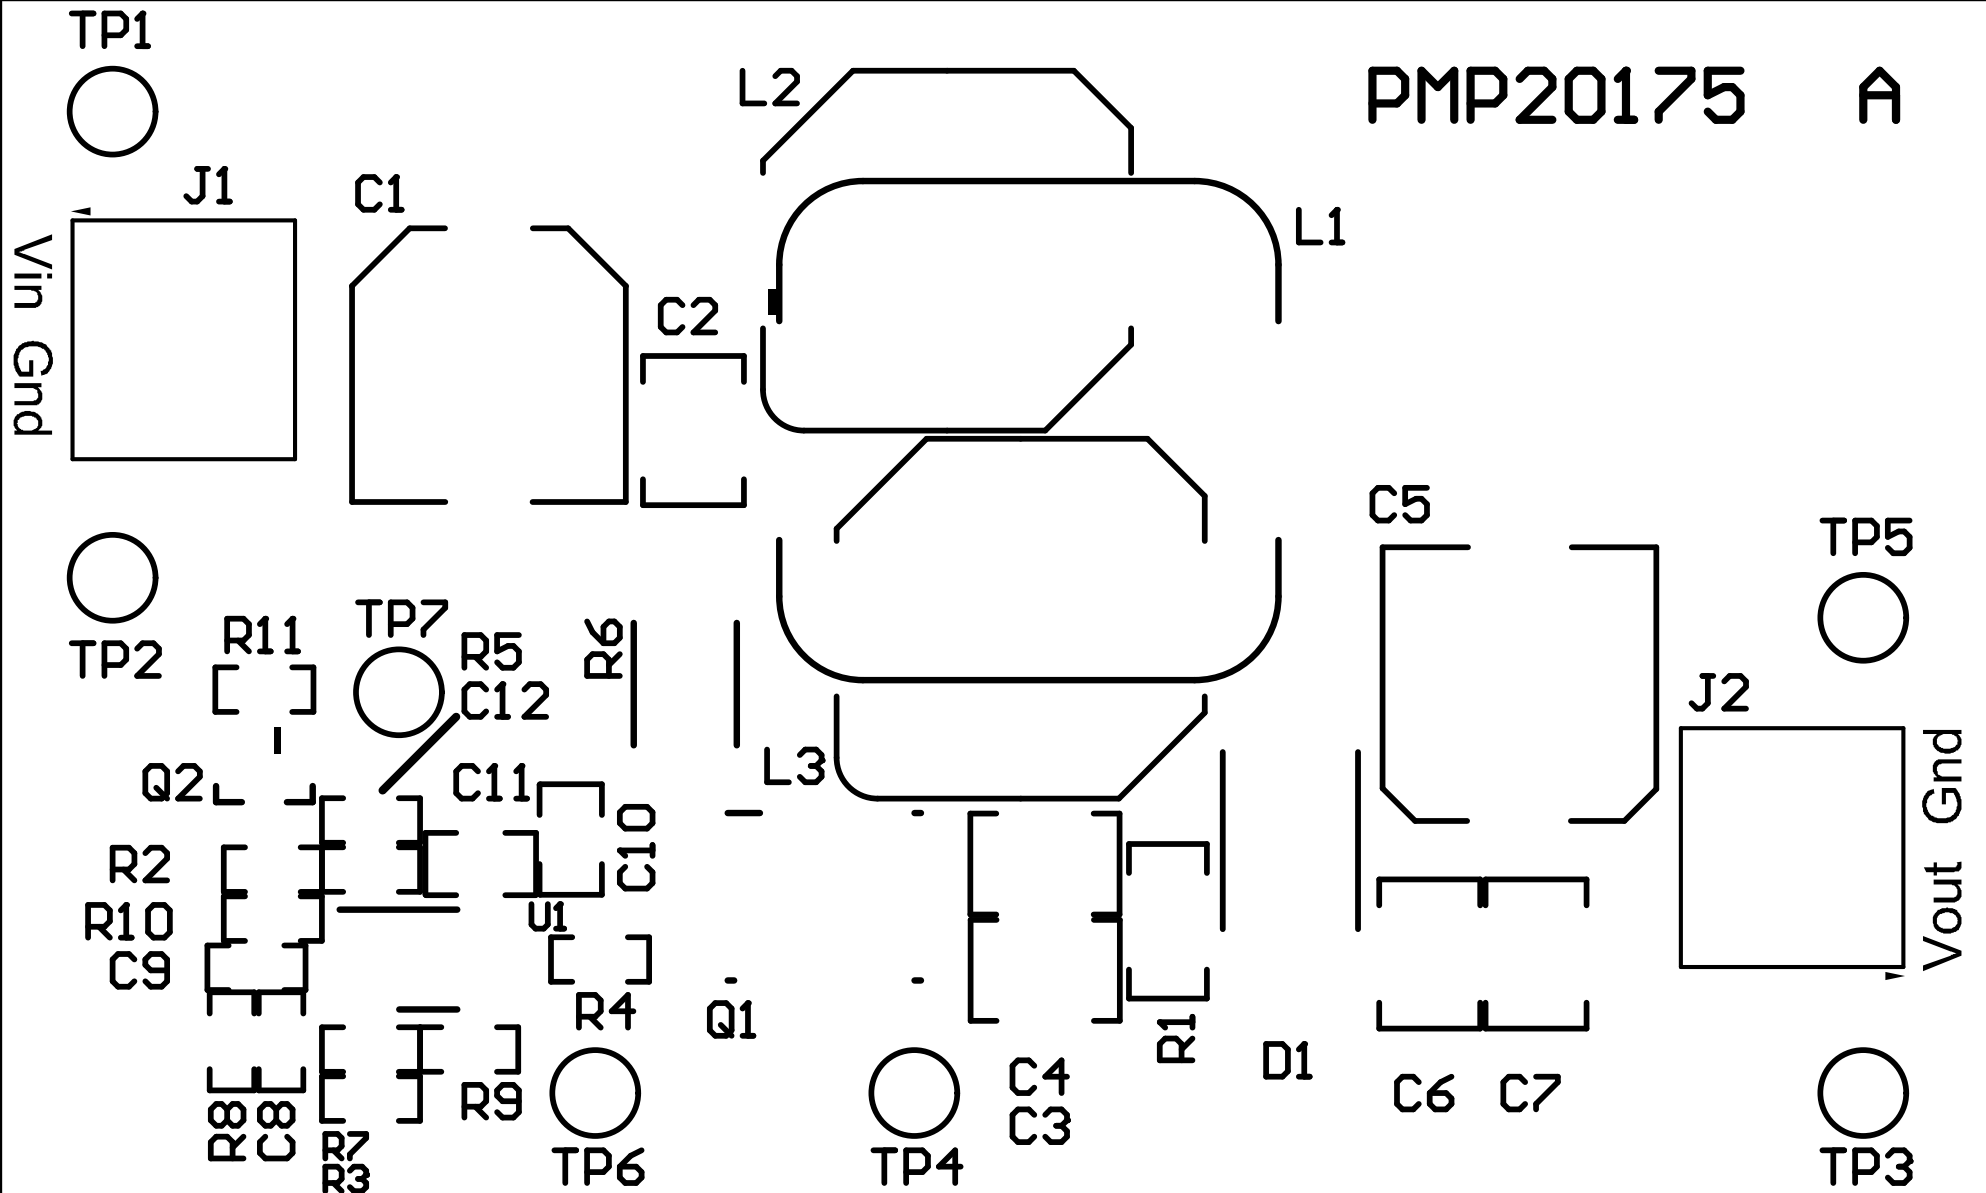 TP1
L2
PMP20175 A
J1
C1
L1
Vin Gnd
C2
C5
TP5
R11
TP7
R6
TP2
R5
C12
J2
L3
Q2
C11
C10
Vout Gnd
R2
R10
U1
C9
R4
Q1
R1
D1
C4
C6
C7
R9
C3
R8
C8
R7
R3
TP6
TP4
TP3